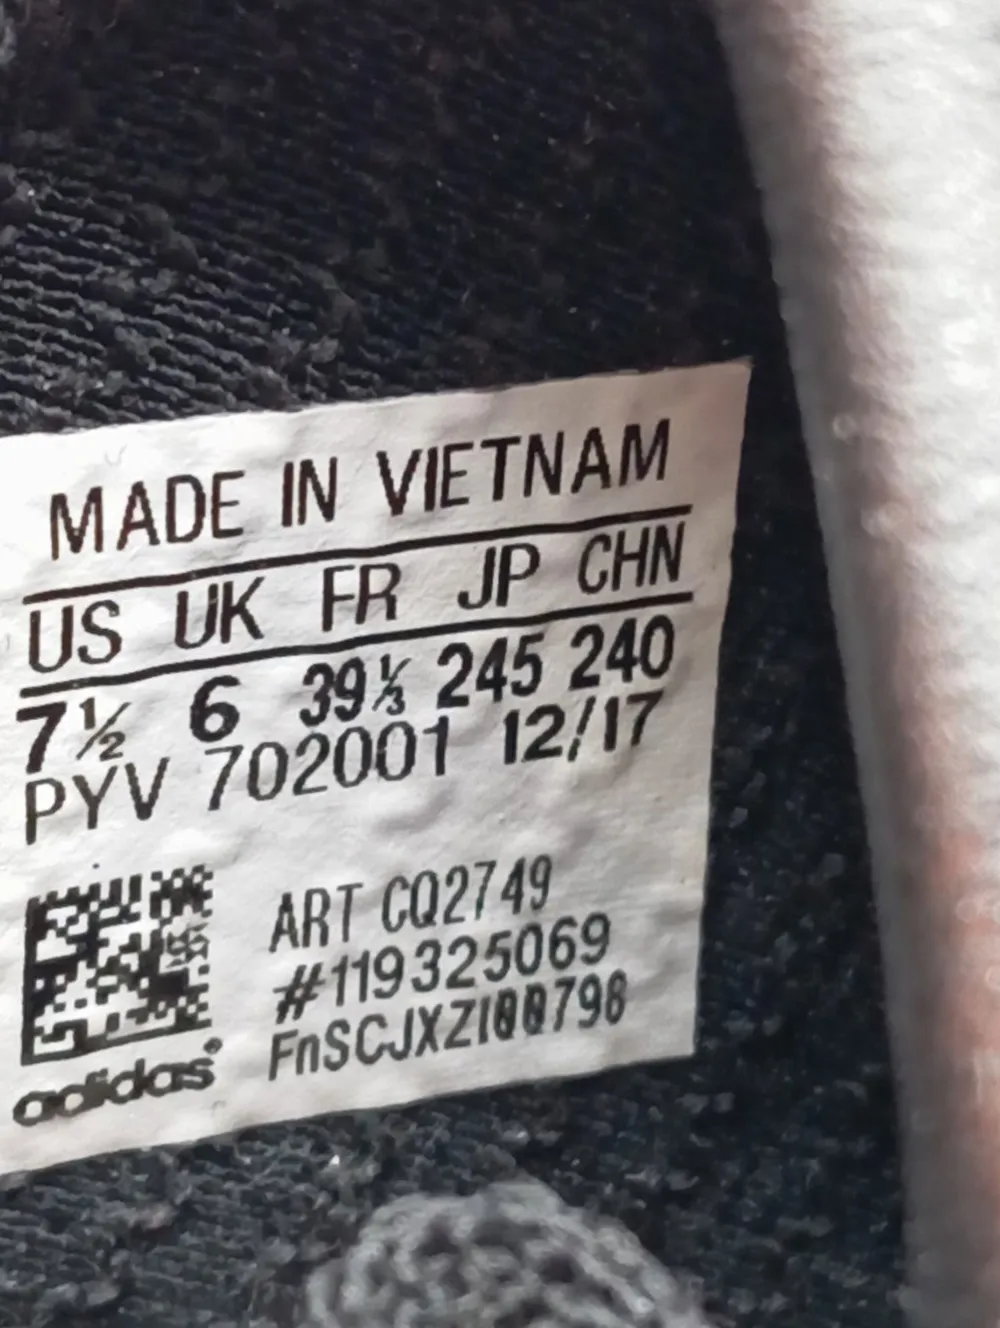 MADE IN VIETNAM
US UK FR JP CHN
7½ 6 39⅓ 245 240
PYV 702001 12/17
ART CQ2749
#119325069
FnSCJXZI00798
adidas®